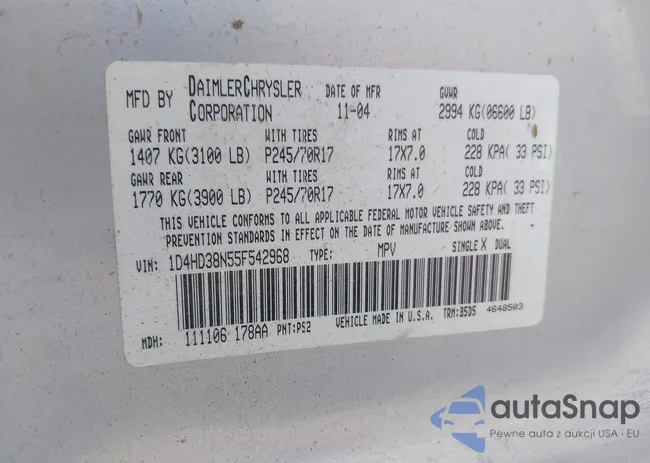 MFD BY DAIMLERCHRYSLER CORPORATION DATE OF MFR 11-04 GVWR 2994 KG(06600 LB)
GAWR FRONT WITH TIRES RIMS AT COLD
1407 KG(3100 LB) P245/70R17 17X7.0 228 KPA( 33 PSI)
GAWR REAR WITH TIRES RIMS AT COLD
1770 KG(3900 LB) P245/70R17 17X7.0 228 KPA( 33 PSI)
THIS VEHICLE CONFORMS TO ALL APPLICABLE FEDERAL MOTOR VEHICLE SAFETY AND THEFT
PREVENTION STANDARDS IN EFFECT ON THE DATE OF MANUFACTURE SHOWN ABOVE.
VIN: 1D4HD38N55F542968 TYPE: MPV SINGLE X DUAL
MDH: 111106 178AA PNT:PS2 VEHICLE MADE IN U.S.A. TRM:B5D5 4648503
autaSnap
Pewne auta z aukcji USA i EU